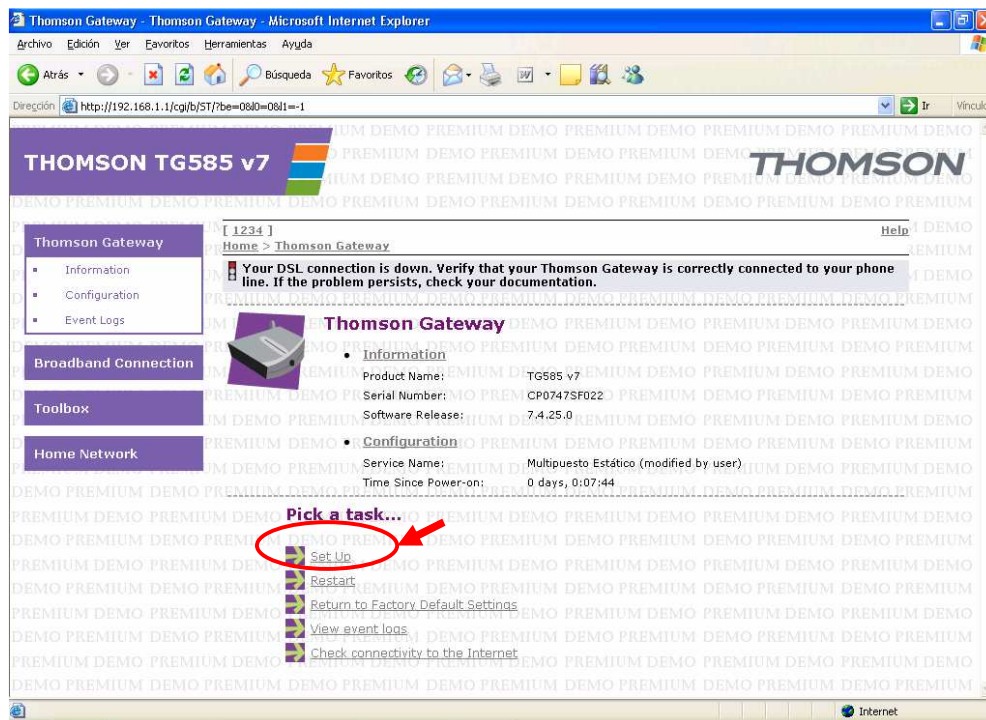 Thomson Gateway - Thomson Gateway - Microsoft Internet Explorer
Archivo Edición Ver Favoritos Herramientas Ayuda
Atrás Búsqueda Favoritos
Dirección http://192.168.1.1/cgi/b/ST/?be=0&l0=0&l1=-1 Ir Vínculo
THOMSON TG585 v7
THOMSON
Thomson Gateway
Information
Configuration
Event Logs
Broadband Connection
Toolbox
Home Network
[ 1234 ] Help
Home > Thomson Gateway
Your DSL connection is down. Verify that your Thomson Gateway is correctly connected to your phone
line. If the problem persists, check your documentation.
Thomson Gateway
Information
Product Name: TG585 v7
Serial Number: CP0747SF022
Software Release: 7.4.25.0
Configuration
Service Name: Multipuesto Estático (modified by user)
Time Since Power-on: 0 days, 0:07:44
Pick a task...
Set Up
Restart
Return to Factory Default Settings
View event logs
Check connectivity to the Internet
Internet